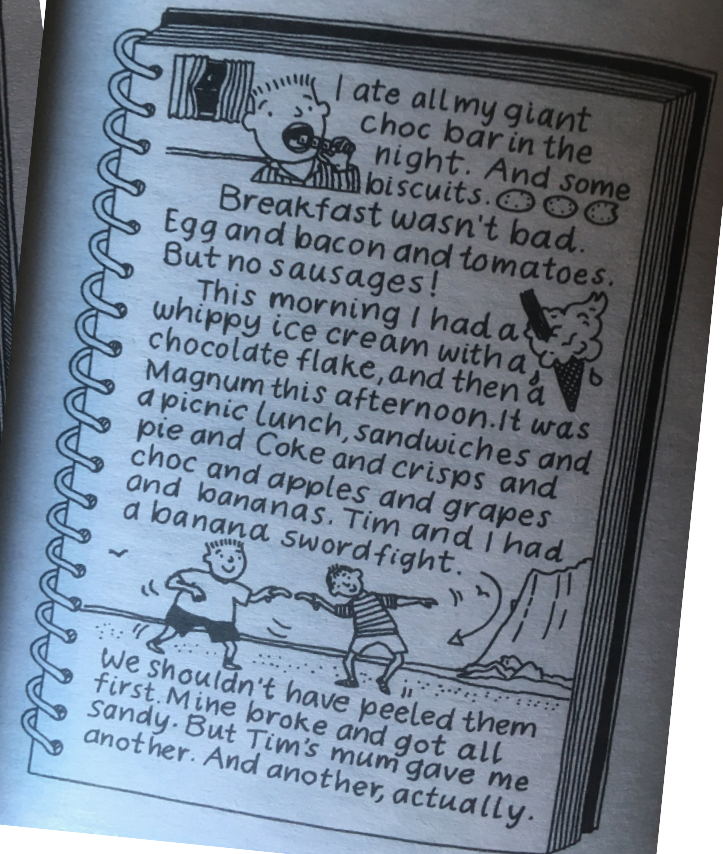 I ate all my giant
choc bar in the
night. And some
biscuits.
Breakfast wasn't bad.
Egg and bacon and tomatoes.
But no sausages!
This morning I had a
whippy ice cream with a
chocolate flake, and then a
Magnum this afternoon. It was
a picnic lunch, sandwiches and
pie and Coke and crisps and
choc and apples and grapes
and bananas. Tim and I had
a banana sword fight.
We shouldn't have peeled them
first. Mine broke and got all
sandy. But Tim's mum gave me
another. And another, actually.